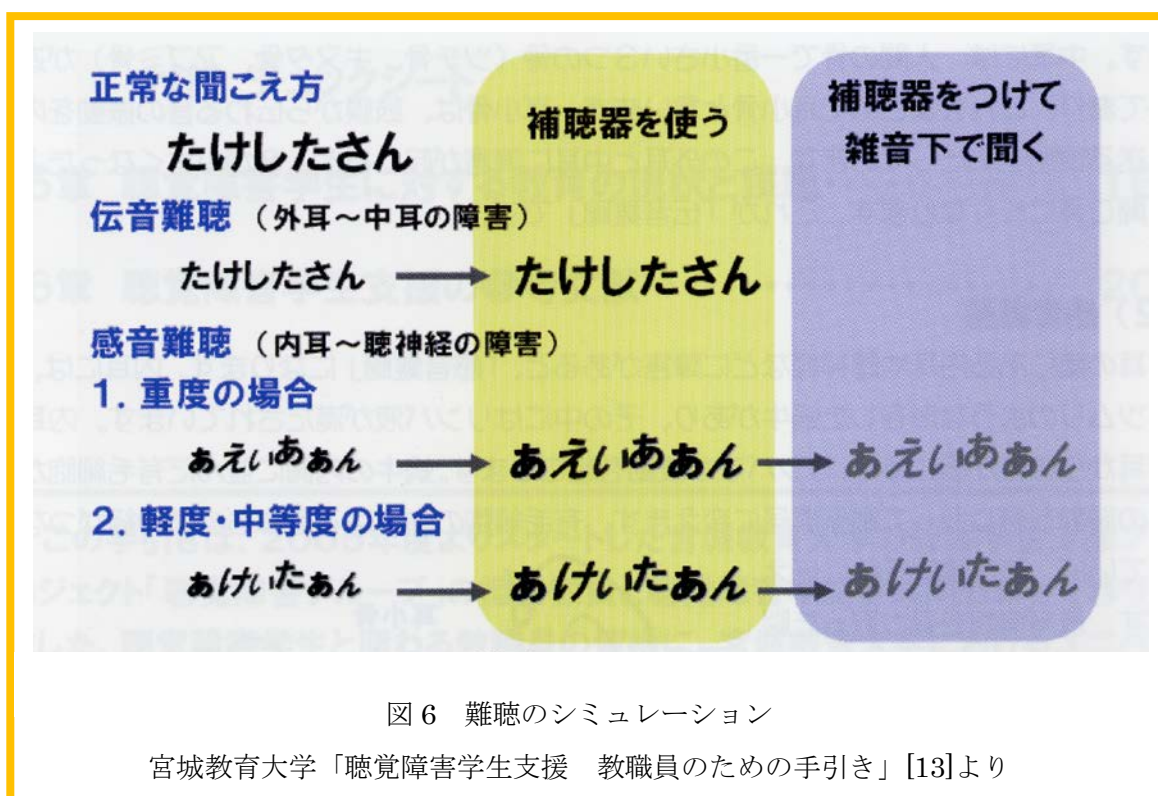 正常な聞こえ方
たけしたさん
伝音難聴 (外耳~中耳の障害)
たけしたさん
感音難聴 (内耳~聴神経の障害)
1. 重度の場合
あえいああん
2. 軽度・中等度の場合
あけいたあん
補聴器を使う
たけしたさん
あえいああん
あけいたあん
補聴器をつけて
雑音下で聞く
あえいああん
あけいたあん
図 6 難聴のシミュレーション
宮城教育大学「聴覚障害学生支援 教職員のための手引き」[13]より